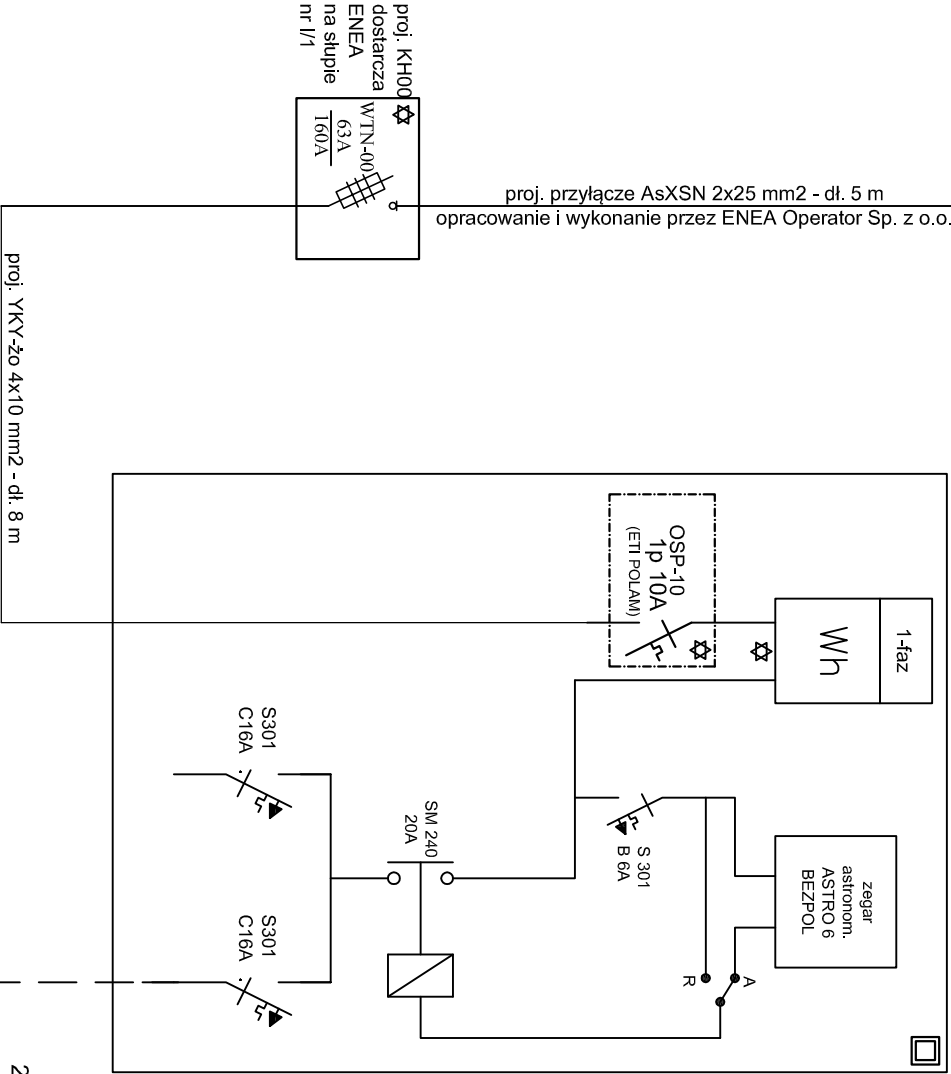 proj. KH00
dostarcza
ENEA
na słupie
nr I/1
WTN-00
63A
160A
proj. przyłącze AsXSN 2x25 mm2 - dł. 5 m
opracowanie i wykonanie przez ENEA Operator Sp. z o.o.
proj. YKY-żo 4x10 mm2 - dł. 8 m
OSP-10
1p 10A
(ETI POLAM)
1-faz
Wh
S301
C16A
SM 240
20A
S 301
B 6A
zegar
astronom.
ASTRO 6
BEZPOL
A
R
S301
C16A
2